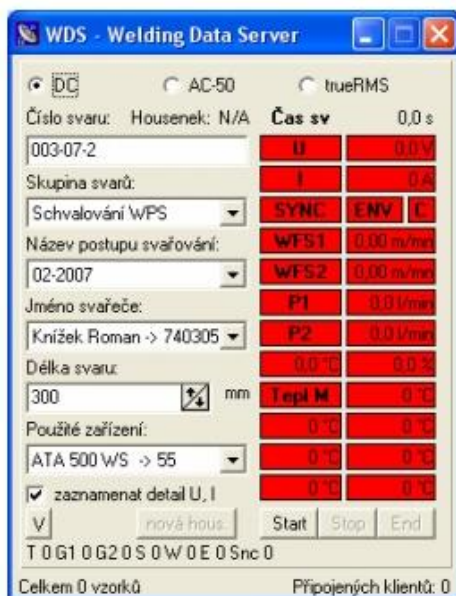 WDS - Welding Data Server
DC AC-50 trueRMS
Číslo svaru: Housenek: N/A Čas sv 0,0 s
003-07-2
Skupina svarů:
Schvalování WPS
Název postupu svařování:
02-2007
Jméno svařeče:
Knížek Roman -> 740305
Délka svaru:
300 mm
Použité zařízení:
ATA 500 WS -> 55
zaznamenat detail U, I
U 0,0 V
I 0 A
SYNC ENV C
WFS1 0,00 m/min
WFS2 0,00 m/min
P1 0,0 l/min
P2 0,0 l/min
0,0 °C 0,0 %
Tepl M 0 °C
0 °C 0 °C
0 °C 0 °C
0 °C 0 °C
V nová hous. Start Stop End
T 0 G1 0 G2 0 S 0 W 0 E 0 Snc 0
Celkem 0 vzorků Připojených klientů: 0